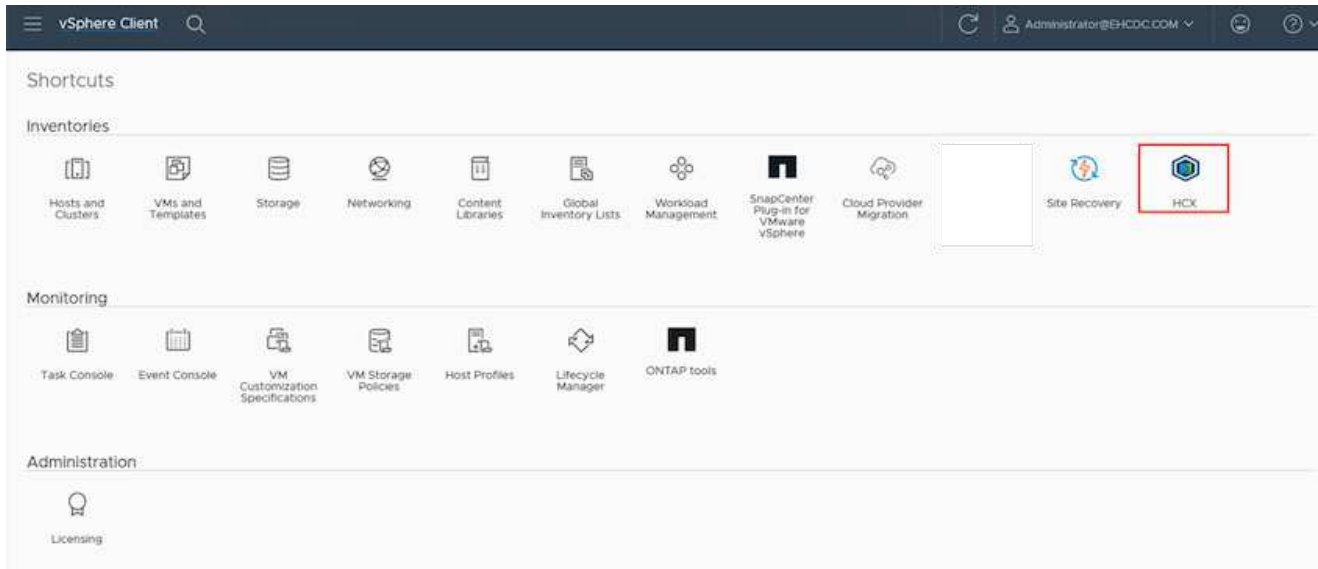 vSphere Client
Administrator@EHCDC.COM
Shortcuts
Inventories
Hosts and
Clusters
VMs and
Templates
Storage
Networking
Content
Libraries
Global
Inventory Lists
Workload
Management
SnapCenter
Plug-in for
VMware
vSphere
Cloud Provider
Migration
Site Recovery
HCX
Monitoring
Task Console
Event Console
VM
Customization
Specifications
VM Storage
Policies
Host Profiles
Lifecycle
Manager
ONTAP tools
Administration
Licensing